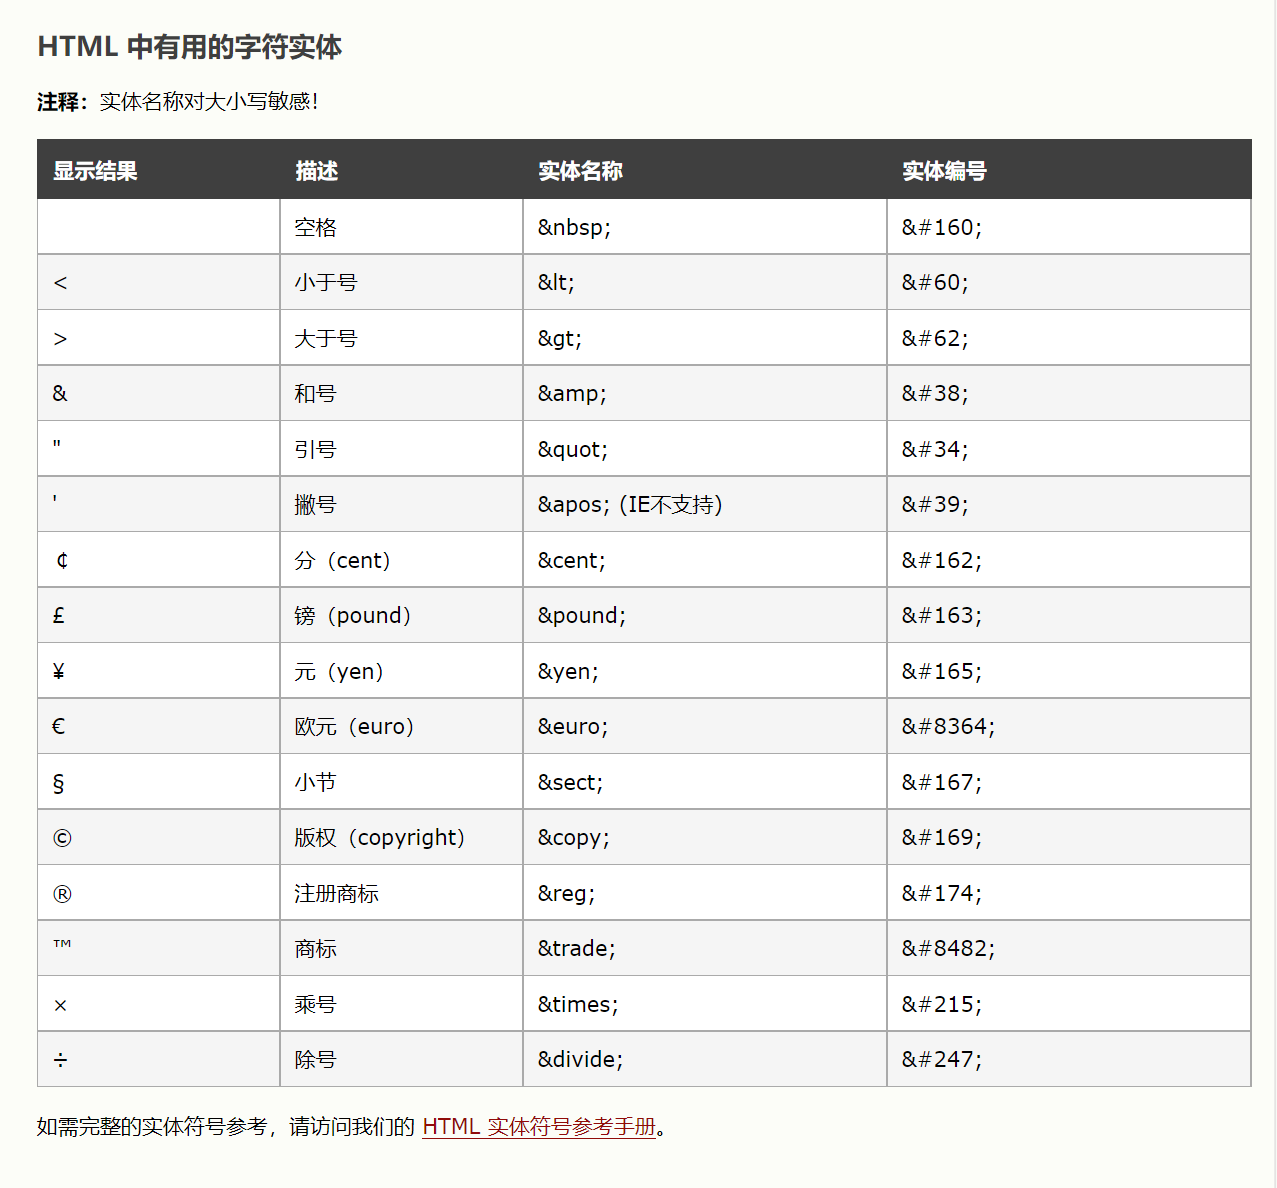 HTML 中有用的字符实体
注释：实体名称对大小写敏感！
显示结果 描述 实体名称 实体编号
空格 &nbsp; &#160;
< 小于号 &lt; &#60;
> 大于号 &gt; &#62;
& 和号 &amp; &#38;
" 引号 &quot; &#34;
' 撇号 &apos; (IE不支持) &#39;
¢ 分（cent） &cent; &#162;
£ 镑（pound） &pound; &#163;
¥ 元（yen） &yen; &#165;
€ 欧元（euro） &euro; &#8364;
§ 小节 &sect; &#167;
© 版权（copyright） &copy; &#169;
® 注册商标 &reg; &#174;
™ 商标 &trade; &#8482;
× 乘号 &times; &#215;
÷ 除号 &divide; &#247;
如需完整的实体符号参考，请访问我们的 HTML 实体符号参考手册。